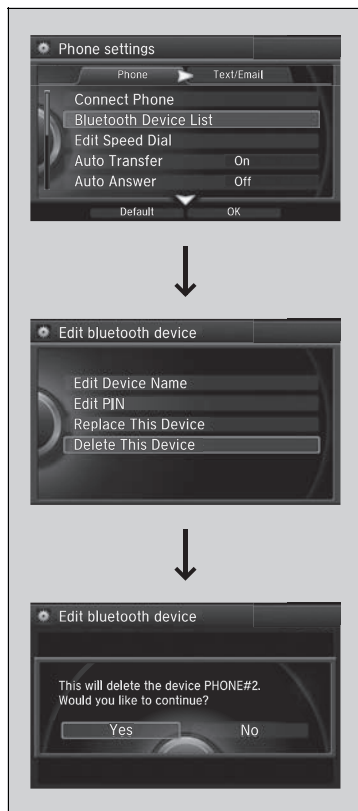 Phone settings
Phone Text/Email
Connect Phone
Bluetooth Device List
Edit Speed Dial
Auto Transfer On
Auto Answer Off
Default OK
Edit bluetooth device
Edit Device Name
Edit PIN
Replace This Device
Delete This Device
Edit bluetooth device
This will delete the device PHONE#2.
Would you like to continue?
Yes No